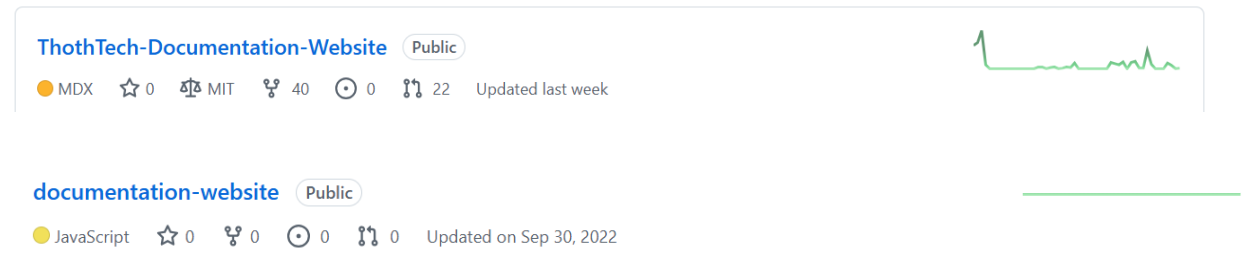 ThothTech-Documentation-Website Public
MDX 0 MIT 40 0 22 Updated last week
documentation-website Public
JavaScript 0 0 0 0 Updated on Sep 30, 2022